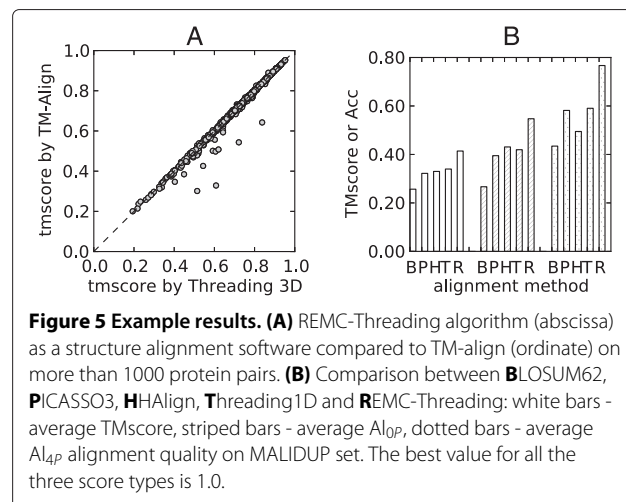 A
B
1.0
0.8
0.6
0.4
0.2
0.0
0.0 0.2 0.4 0.6 0.8 1.0
tmscore by TM-Align
tmscore by Threading 3D
0.80
0.60
0.40
0.20
0.00
TMscore or Acc
BPHTR BPHTR BPHTR
alignment method
Figure 5 Example results. (A) REMC-Threading algorithm (abscissa)
as a structure alignment software compared to TM-align (ordinate) on
more than 1000 protein pairs. (B) Comparison between BLOSUM62,
PICASSO3, HHAlign, Threading1D and REMC-Threading: white bars -
average TMscore, striped bars - average Al0P, dotted bars - average
Al4P alignment quality on MALIDUP set. The best value for all the
three score types is 1.0.